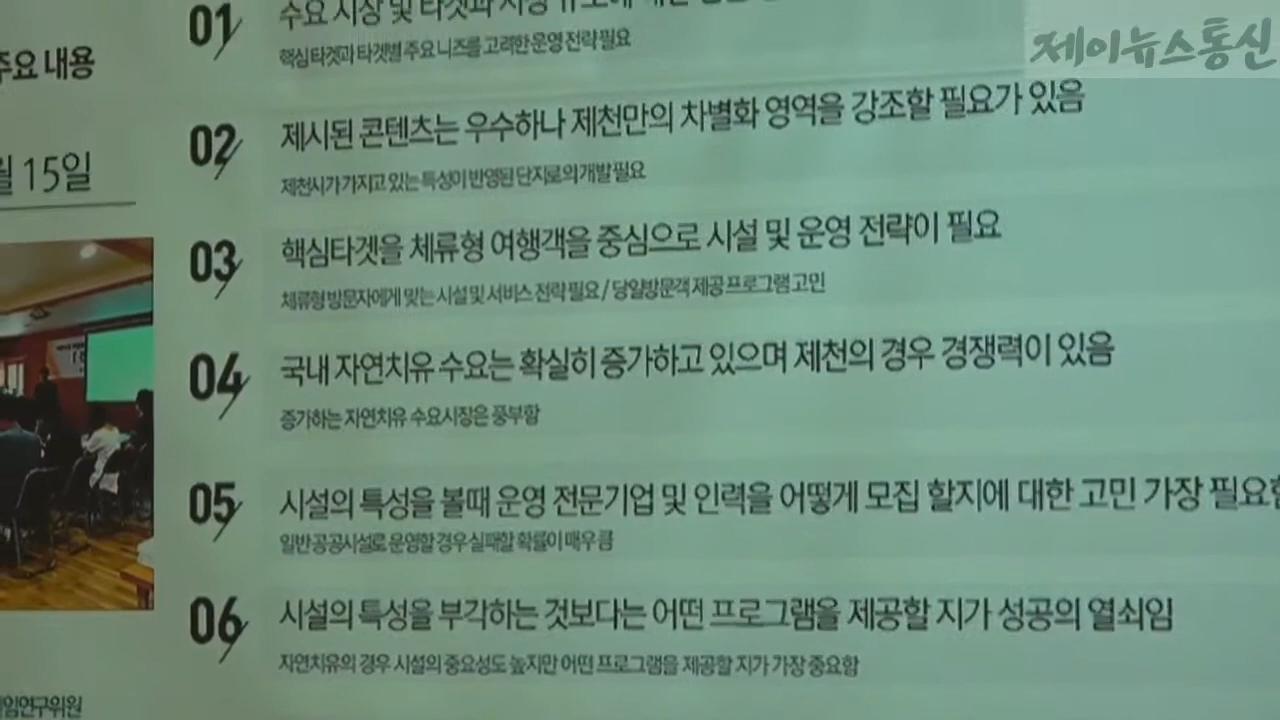 제이뉴스통신
주요 내용
15일
임연구위원
01
수요 시장 및 타겟과 시장
핵심 타겟과 타겟별 주요 니즈를 고려한 운영 전략 필요
02
제시된 콘텐츠는 우수하나 제천만의 차별화 영역을 강조할 필요가 있음
제천시가 가지고 있는 특성이 반영된 단지로의 개발 필요
03
핵심타겟을 체류형 여행객을 중심으로 시설 및 운영 전략이 필요
체류형 방문자에게 맞는 시설 및 서비스 전략 필요 / 당일방문객 제공 프로그램 고민
04
국내 자연치유 수요는 확실히 증가하고 있으며 제천의 경우 경쟁력이 있음
증가하는 자연치유 수요시장은 풍부함
05
시설의 특성을 볼때 운영 전문기업 및 인력을 어떻게 모집 할지에 대한 고민 가장 필요
일반 공공시설로 운영할 경우 실패할 확률이 매우 큼
06
시설의 특성을 부각하는 것보다는 어떤 프로그램을 제공할 지가 성공의 열쇠임
자연치유의 경우 시설의 중요성도 높지만 어떤 프로그램을 제공할 지가 가장 중요함